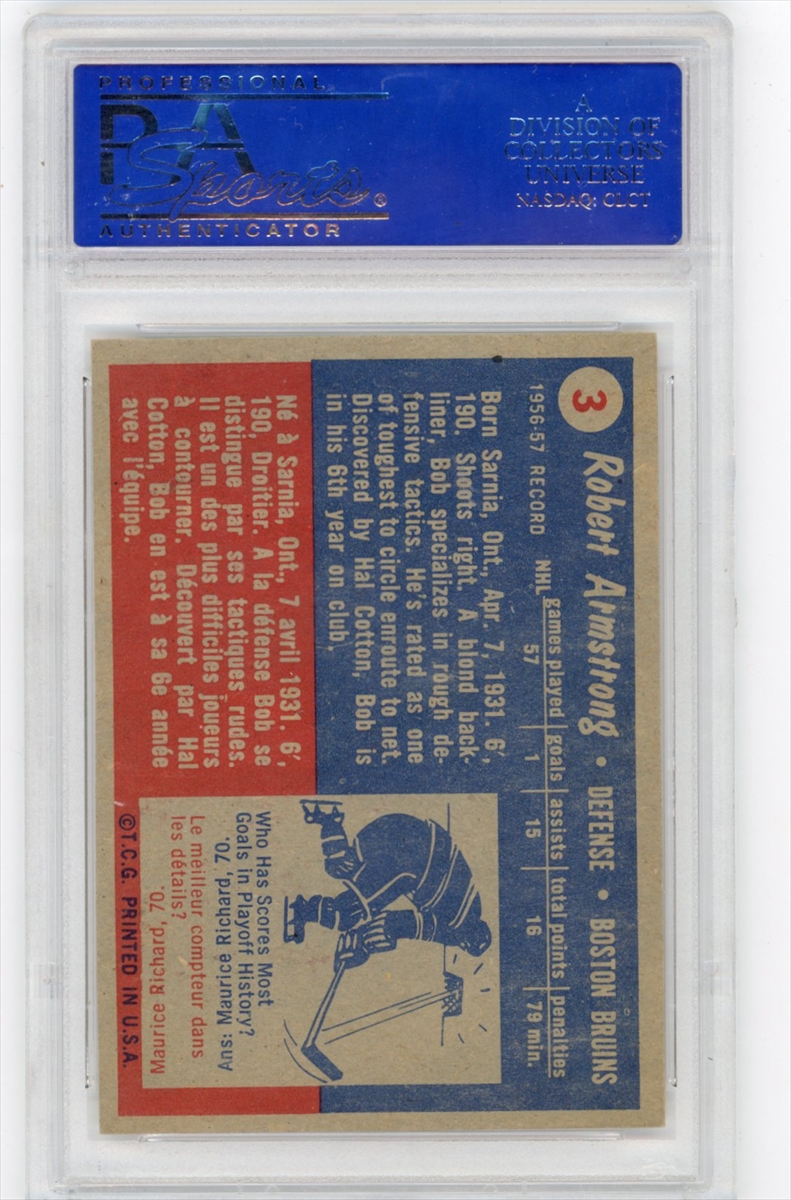 PROFESSIONAL
PSA
Sports®
AUTHENTICATOR
A
DIVISION OF
COLLECTORS
UNIVERSE
NASDAQ: CLCT
3 Robert Armstrong • DEFENSE • BOSTON BRUINS
games played goals assists total points penalties
1956-57 RECORD NHL 57 1 15 16 79 min.
Born Sarnia, Ont., Apr. 7, 1931. 6',
190. Shoots right. A blond back-
liner, Bob specializes in rough de-
fensive tactics. He's rated as one
of toughest to circle enroute to net.
Discovered by Hal Cotton, Bob is
in his 6th year on club.
Né à Sarnia, Ont., 7 avril 1931. 6',
190, Droitier. A la défense Bob se
distingue par ses tactiques rudes.
Il est un des plus difficiles joueurs
à contourner. Découvert par Hal
Cotton, Bob en est à sa 6e année
avec l'équipe.
Who Has Scores Most
Goals in Playoff History?
Ans: Maurice Richard, 70.
Le méilleur compteur dans
les détails?
Maurice Richard, 70.
©T.C.G. PRINTED IN U.S.A.